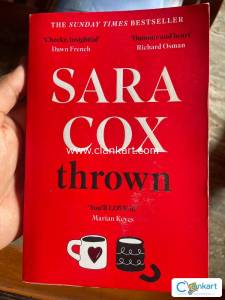 THE SUNDAY TIMES BESTSELLER
'Cheeky, insightful' 'Humour and heart'
Dawn French Richard Osman
SARA
www.clankart.com
COX
thrown
'You'll LOVE it'
Marian Keyes
Clankart